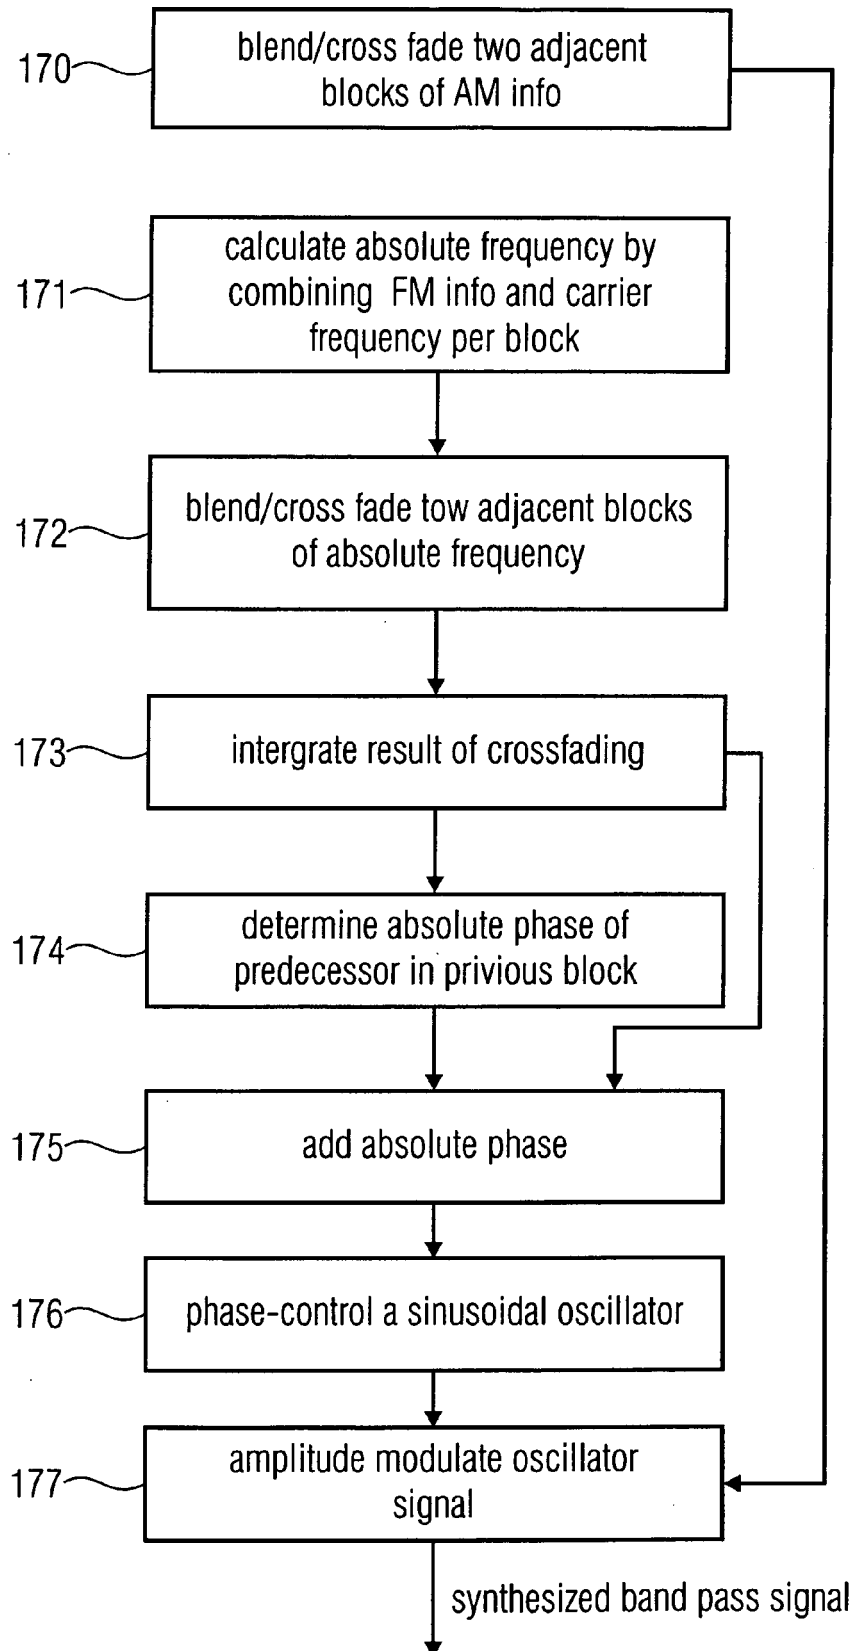 170
blend/cross fade two adjacent
blocks of AM info
171
calculate absolute frequency by
combining FM info and carrier
frequency per block
172
blend/cross fade tow adjacent blocks
of absolute frequency
173
intergrate result of crossfading
174
determine absolute phase of
predecessor in privious block
175
add absolute phase
176
phase-control a sinusoidal oscillator
177
amplitude modulate oscillator
signal
synthesized band pass signal